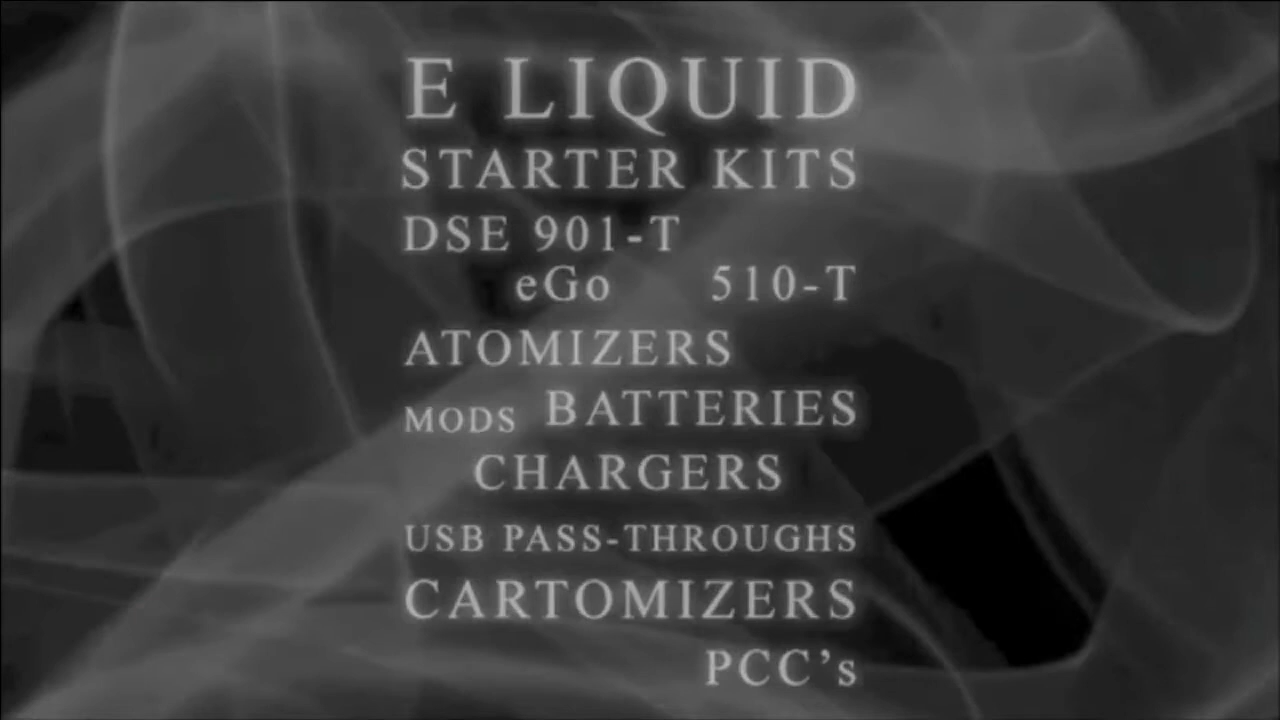 E LIQUID
STARTER KITS
DSE 901-T
eGo 510-T
ATOMIZERS
MODS BATTERIES
CHARGERS
USB PASS-THROUGHS
CARTOMIZERS
PCC’s